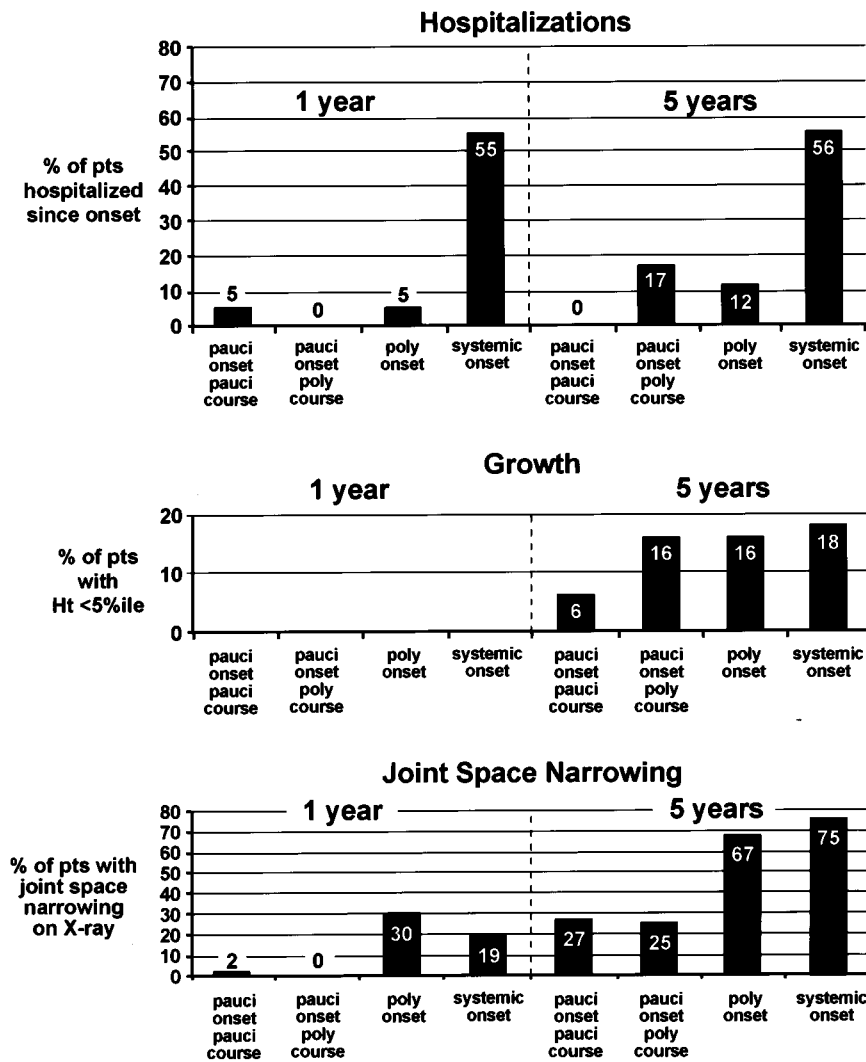 Hospitalizations
1 year
5 years
% of pts
hospitalized
since onset
80
70
60
50
40
30
20
10
0
5
0
5
55
0
17
12
56
pauci
onset
pauci
course
pauci
onset
poly
course
poly
onset
systemic
onset
pauci
onset
pauci
course
pauci
onset
poly
course
poly
onset
systemic
onset
Growth
1 year
5 years
% of pts
with
Ht <5%ile
20
10
0
6
16
16
18
pauci
onset
pauci
course
pauci
onset
poly
course
poly
onset
systemic
onset
pauci
onset
pauci
course
pauci
onset
poly
course
poly
onset
systemic
onset
Joint Space Narrowing
1 year
5 years
% of pts with
joint space
narrowing
on X-ray
80
70
60
50
40
30
20
10
0
2
0
30
19
27
25
67
75
pauci
onset
pauci
course
pauci
onset
poly
course
poly
onset
systemic
onset
pauci
onset
pauci
course
pauci
onset
poly
course
poly
onset
systemic
onset